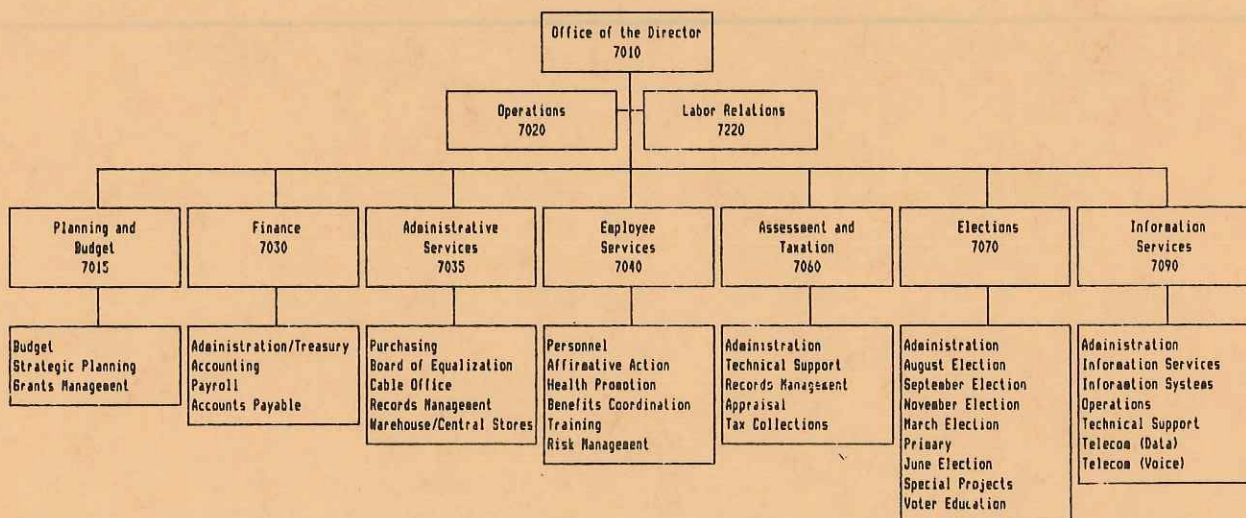 Office of the Director
7010
Operations
7020
Labor Relations
7220
Planning and
Budget
7015
Finance
7030
Administrative
Services
7035
Employee
Services
7040
Assessment and
Taxation
7060
Elections
7070
Information
Services
7090
Budget
Strategic Planning
Grants Management
Administration/Treasury
Accounting
Payroll
Accounts Payable
Purchasing
Board of Equalization
Cable Office
Records Management
Warehouse/Central Stores
Personnel
Affirmative Action
Health Promotion
Benefits Coordination
Training
Risk Management
Administration
Technical Support
Records Management
Appraisal
Tax Collections
Administration
August Election
September Election
November Election
March Election
Primary
June Election
Special Projects
Voter Education
Administration
Information Services
Inforamtion Systems
Operations
Technical Support
Telecom (Data)
Telecom (Voice)